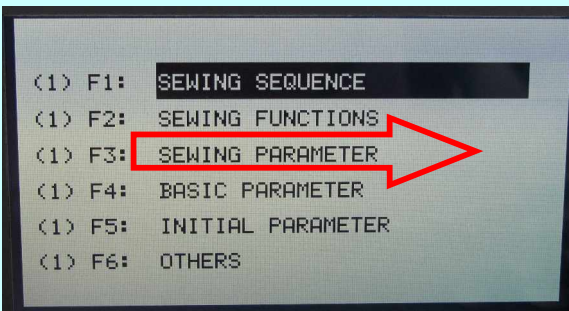 (1) F1: SEWING SEQUENCE
(1) F2: SEWING FUNCTIONS
(1) F3: SEWING PARAMETER
(1) F4: BASIC PARAMETER
(1) F5: INITIAL PARAMETER
(1) F6: OTHERS